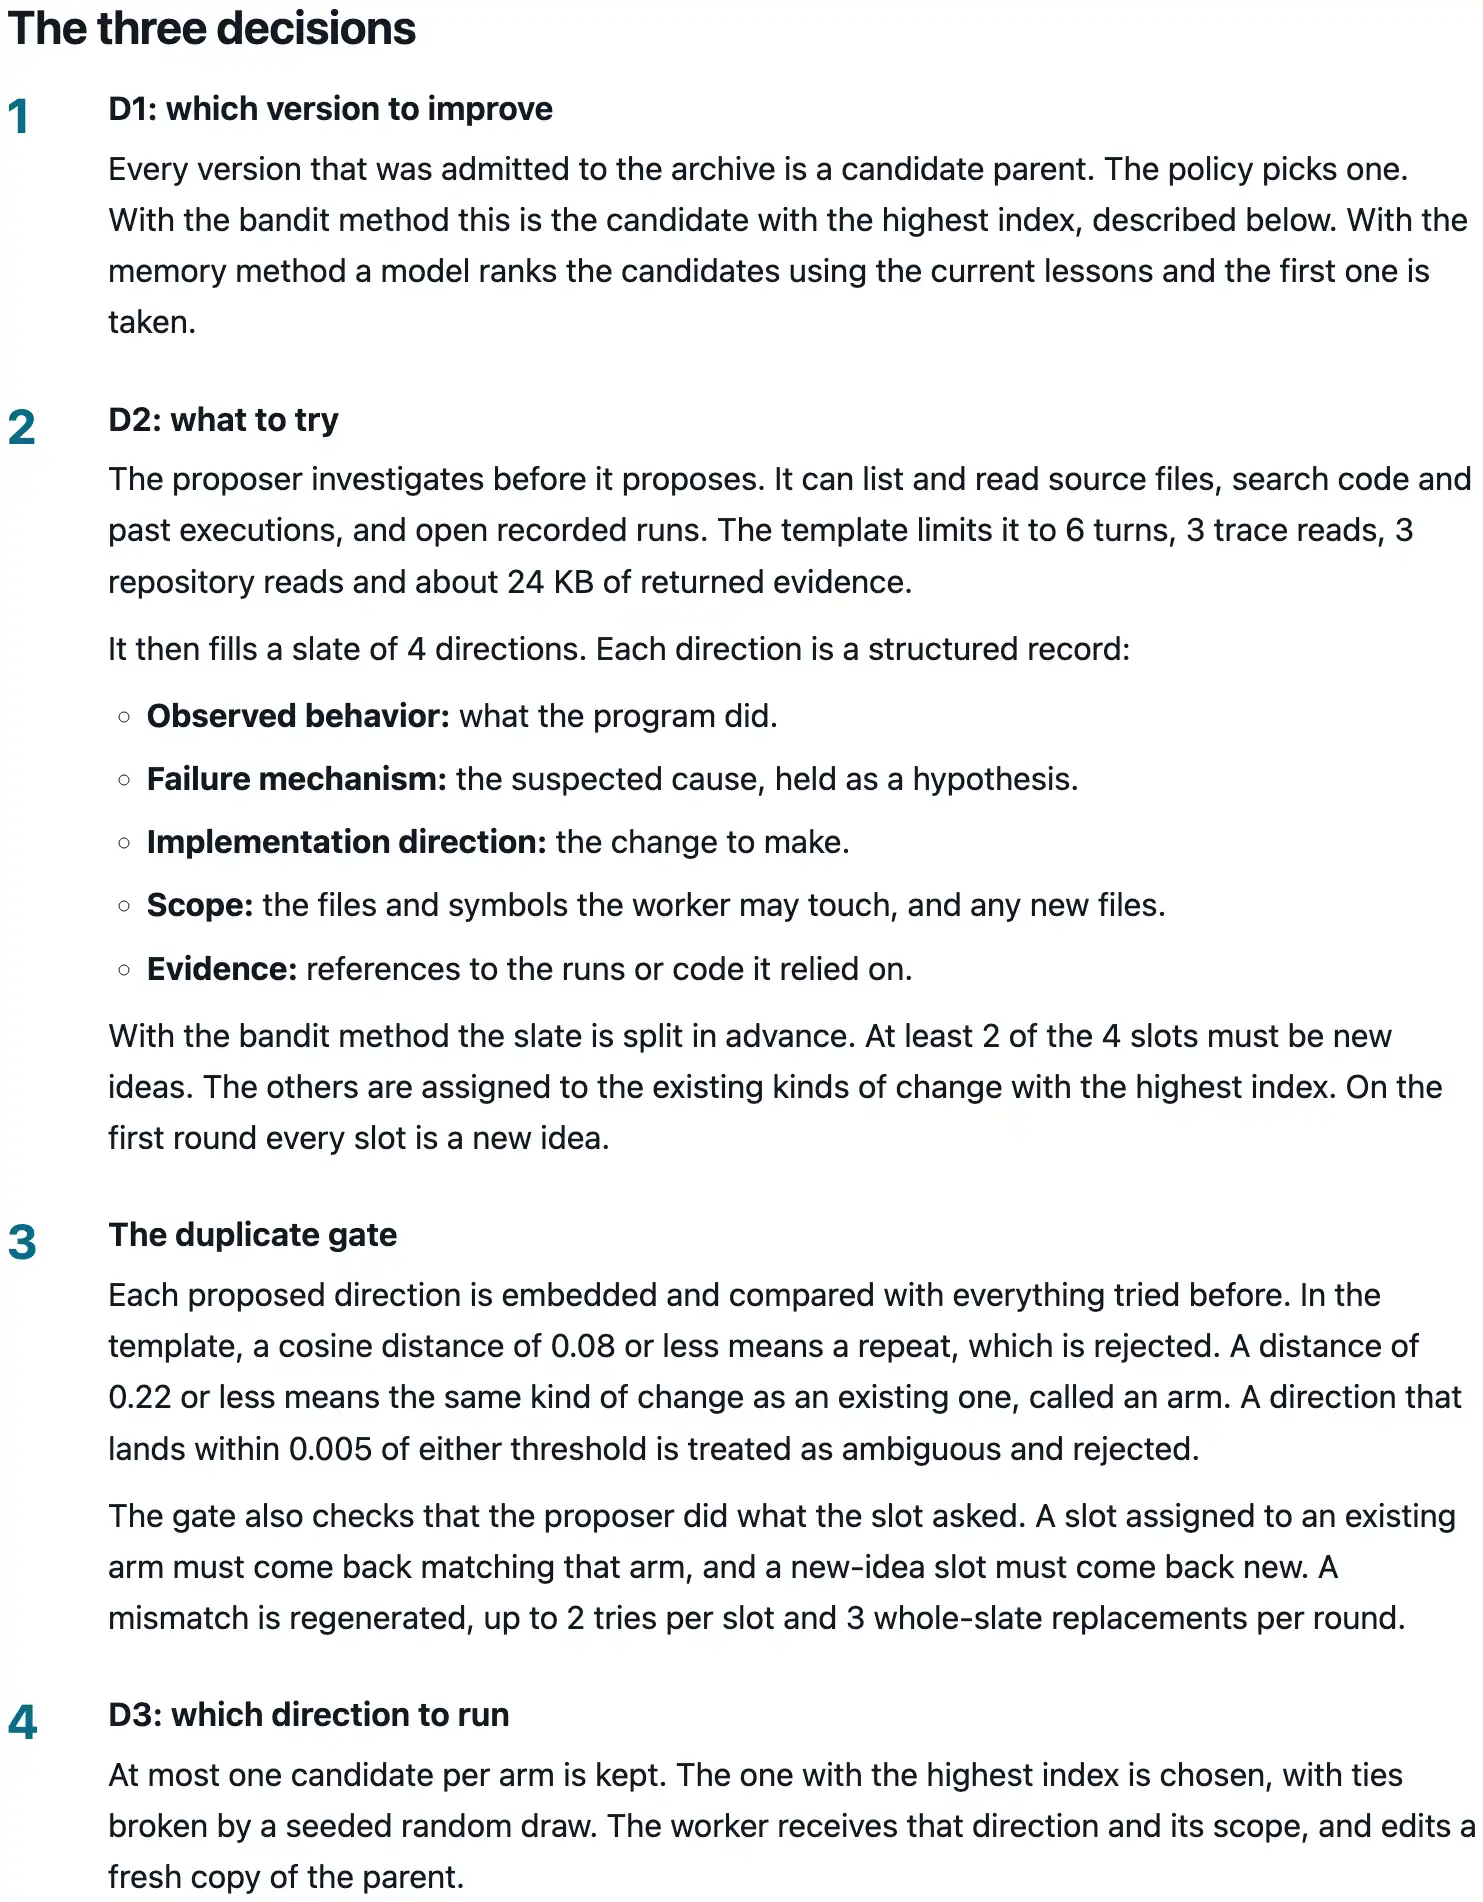 The three decisions
1
D1: which version to improve
Every version that was admitted to the archive is a candidate parent. The policy picks one.
With the bandit method this is the candidate with the highest index, described below. With the
memory method a model ranks the candidates using the current lessons and the first one is
taken.
2
D2: what to try
The proposer investigates before it proposes. It can list and read source files, search code and
past executions, and open recorded runs. The template limits it to 6 turns, 3 trace reads, 3
repository reads and about 24 KB of returned evidence.
It then fills a slate of 4 directions. Each direction is a structured record:
◦ Observed behavior: what the program did.
◦ Failure mechanism: the suspected cause, held as a hypothesis.
◦ Implementation direction: the change to make.
◦ Scope: the files and symbols the worker may touch, and any new files.
◦ Evidence: references to the runs or code it relied on.
With the bandit method the slate is split in advance. At least 2 of the 4 slots must be new
ideas. The others are assigned to the existing kinds of change with the highest index. On the
first round every slot is a new idea.
3
The duplicate gate
Each proposed direction is embedded and compared with everything tried before. In the
template, a cosine distance of 0.08 or less means a repeat, which is rejected. A distance of
0.22 or less means the same kind of change as an existing one, called an arm. A direction that
lands within 0.005 of either threshold is treated as ambiguous and rejected.
The gate also checks that the proposer did what the slot asked. A slot assigned to an existing
arm must come back matching that arm, and a new-idea slot must come back new. A
mismatch is regenerated, up to 2 tries per slot and 3 whole-slate replacements per round.
4
D3: which direction to run
At most one candidate per arm is kept. The one with the highest index is chosen, with ties
broken by a seeded random draw. The worker receives that direction and its scope, and edits a
fresh copy of the parent.